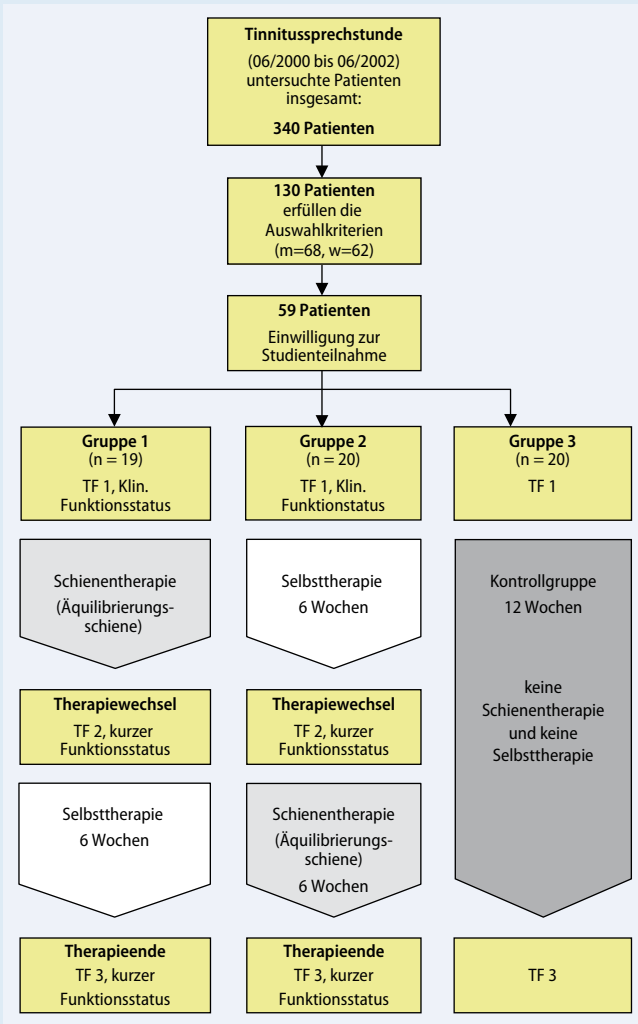 Tinnitussprechstunde
(06/2000 bis 06/2002)
untersuchte Patienten
insgesamt:
340 Patienten
130 Patienten
erfüllen die
Auswahlkriterien
(m=68, w=62)
59 Patienten
Einwilligung zur
Studienteilnahme
Gruppe 1
(n = 19)
TF 1, Klin.
Funktionsstatus
Gruppe 2
(n = 20)
TF 1, Klin.
Funktionsstatus
Gruppe 3
(n = 20)
TF 1
Schienentherapie
(Äquilibrierungs-
schiene)
Selbsttherapie
6 Wochen
Kontrollgruppe
12 Wochen
keine
Schienentherapie
und keine
Selbsttherapie
Therapiewechsel
TF 2, kurzer
Funktionsstatus
Therapiewechsel
TF 2, kurzer
Funktionsstatus
Selbsttherapie
6 Wochen
Schienentherapie
(Äquilibrierungs-
schiene)
6 Wochen
Therapieende
TF 3, kurzer
Funktionsstatus
Therapieende
TF 3, kurzer
Funktionsstatus
TF 3